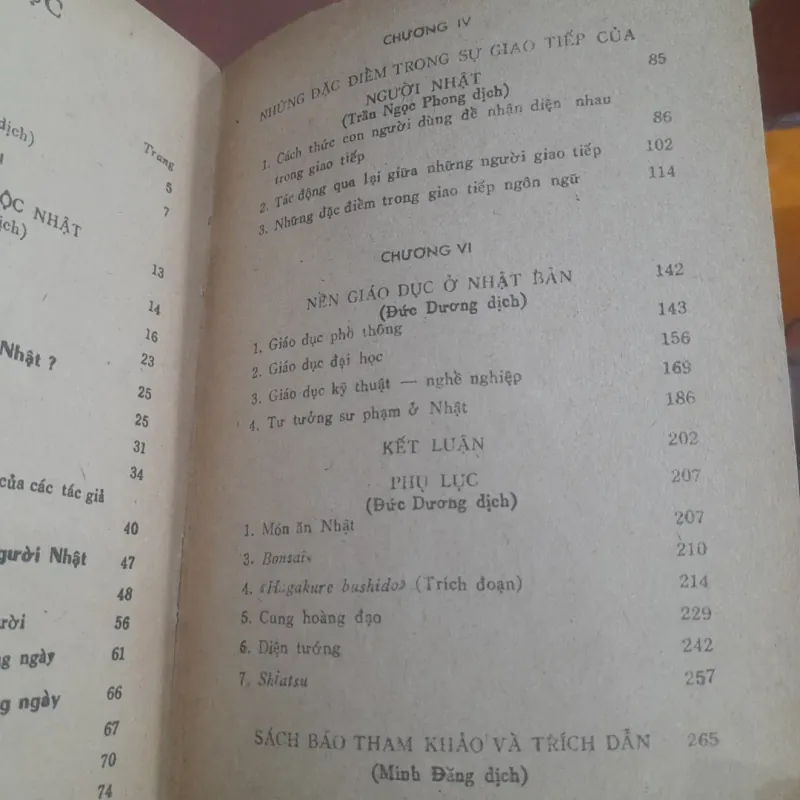 dịch)
Trang
5
7
ỘC NHẬT
ịch)
13
14
16
Nhật ?
23
25
25
31
34
của các tác giả
40
gười Nhật
47
48
ười
56
ng ngày
61
ng ngày
66
67
70
74
CHƯƠNG IV
NHỮNG ĐẶC ĐIỂM TRONG SỰ GIAO TIẾP CỦA
NGƯỜI NHẬT 85
(Trần Ngọc Phong dịch)
1. Cách thức con người dùng để nhận diện nhau
trong giao tiếp 86
2. Tác động qua lại giữa những người giao tiếp 102
3. Những đặc điểm trong giao tiếp ngôn ngữ 114
CHƯƠNG VI
NỀN GIÁO DỤC Ở NHẬT BẢN 142
(Đức Dương dịch)
1. Giáo dục phổ thông 143
2. Giáo dục đại học 156
3. Giáo dục kỹ thuật — nghề nghiệp 169
4. Tư tưởng sư phạm ở Nhật 186
KẾT LUẬN 202
PHỤ LỤC 207
(Đức Dương dịch)
1. Món ăn Nhật 207
3. Bonsai 210
4. «Hagakure bushido» (Trích đoạn) 214
5. Cung hoàng đạo 229
6. Diện tướng 242
7. Shiatsu 257
SÁCH BÁO THAM KHẢO VÀ TRÍCH DẪN 265
(Minh Đăng dịch)